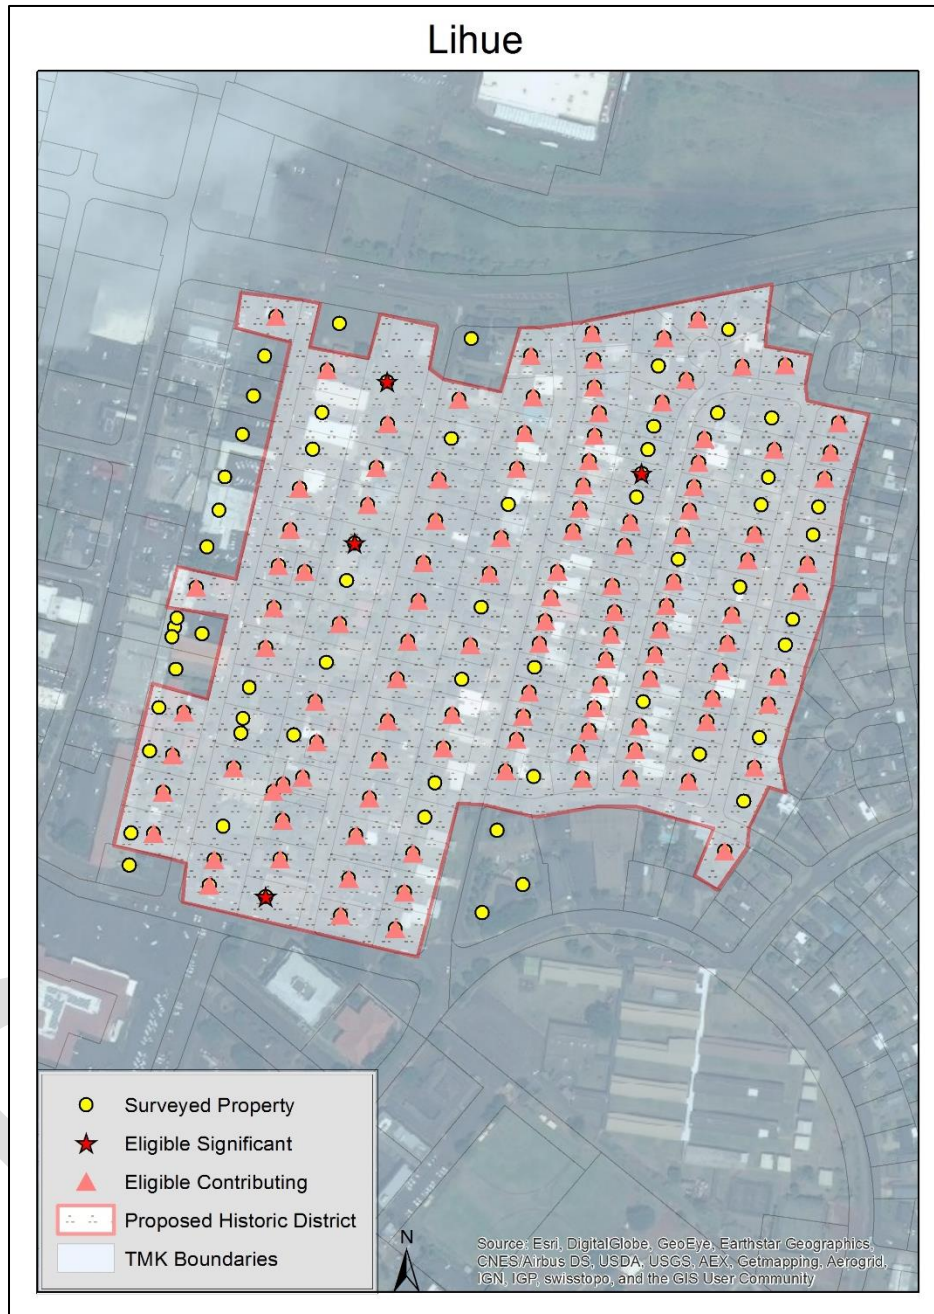 Lihue
Surveyed Property
Eligible Significant
Eligible Contributing
Proposed Historic District
TMK Boundaries
N
Source: Esri, DigitalGlobe, GeoEye, Earthstar Geographics,
CNES/Airbus DS, USDA, USGS, AEX, Getmapping, Aerogrid,
IGN, IGP, swisstopo, and the GIS User Community